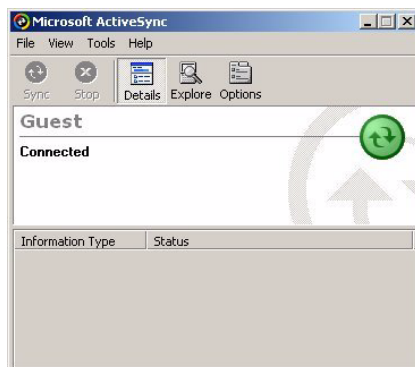 Microsoft ActiveSync
File View Tools Help
Sync Stop Details Explore Options
Guest
Connected
Information Type Status